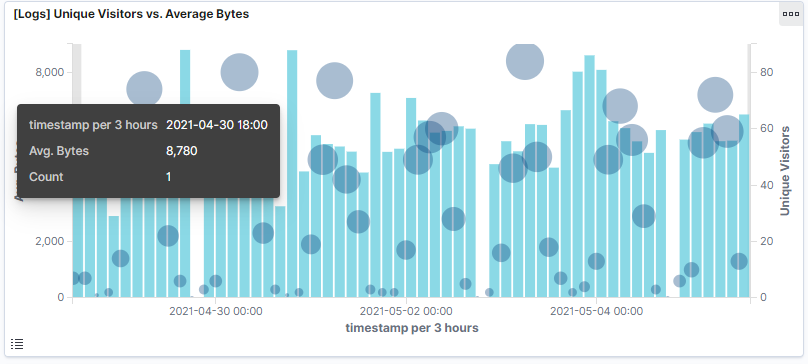 [Logs] Unique Visitors vs. Average Bytes
8,000
80
timestamp per 3 hours 2021-04-30 18:00
Avg. Bytes 8,780
Count 1
60
40
2,000
20
0
0
Unique Visitors
2021-04-30 00:00
2021-05-02 00:00
2021-05-04 00:00
timestamp per 3 hours